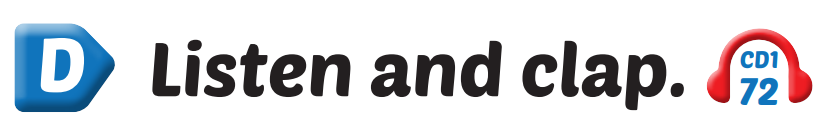 D Listen and clap. CD1
72